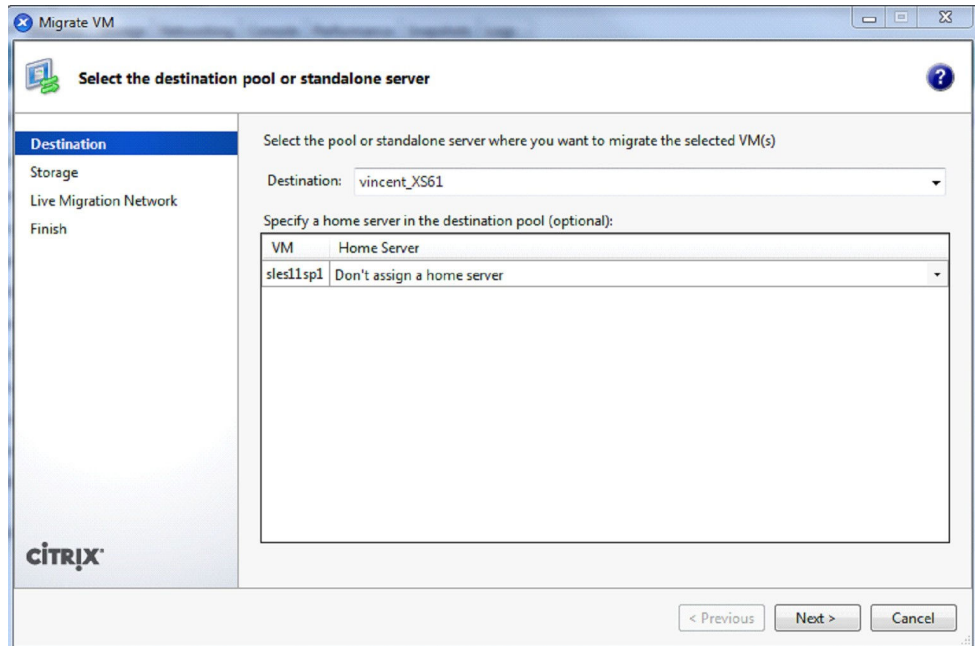 Migrate VM
Select the destination pool or standalone server
?
Destination
Storage
Live Migration Network
Finish
Select the pool or standalone server where you want to migrate the selected VM(s)
Destination: vincent_XS61
Specify a home server in the destination pool (optional):
VM Home Server
sles11sp1 Don't assign a home server
CITRIX
< Previous Next > Cancel